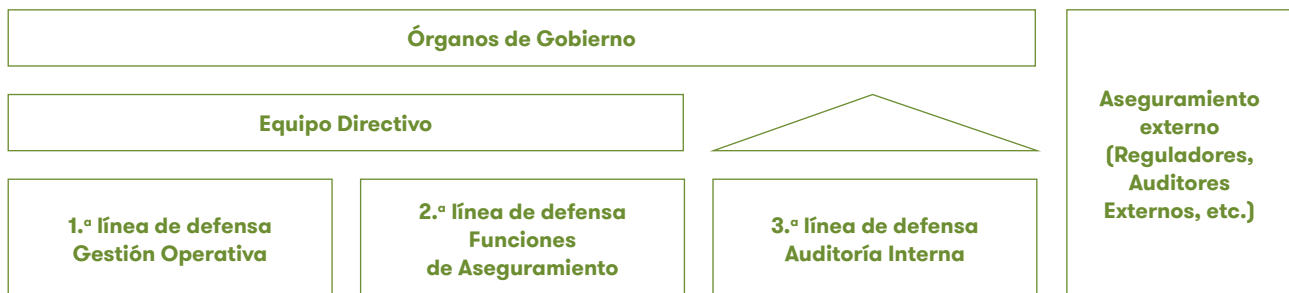 Órganos de Gobierno
Equipo Directivo
1.ª línea de defensa
Gestión Operativa
2.ª línea de defensa
Funciones
de Aseguramiento
3.ª línea de defensa
Auditoría Interna
Aseguramiento
externo
(Reguladores,
Auditores
Externos, etc.)